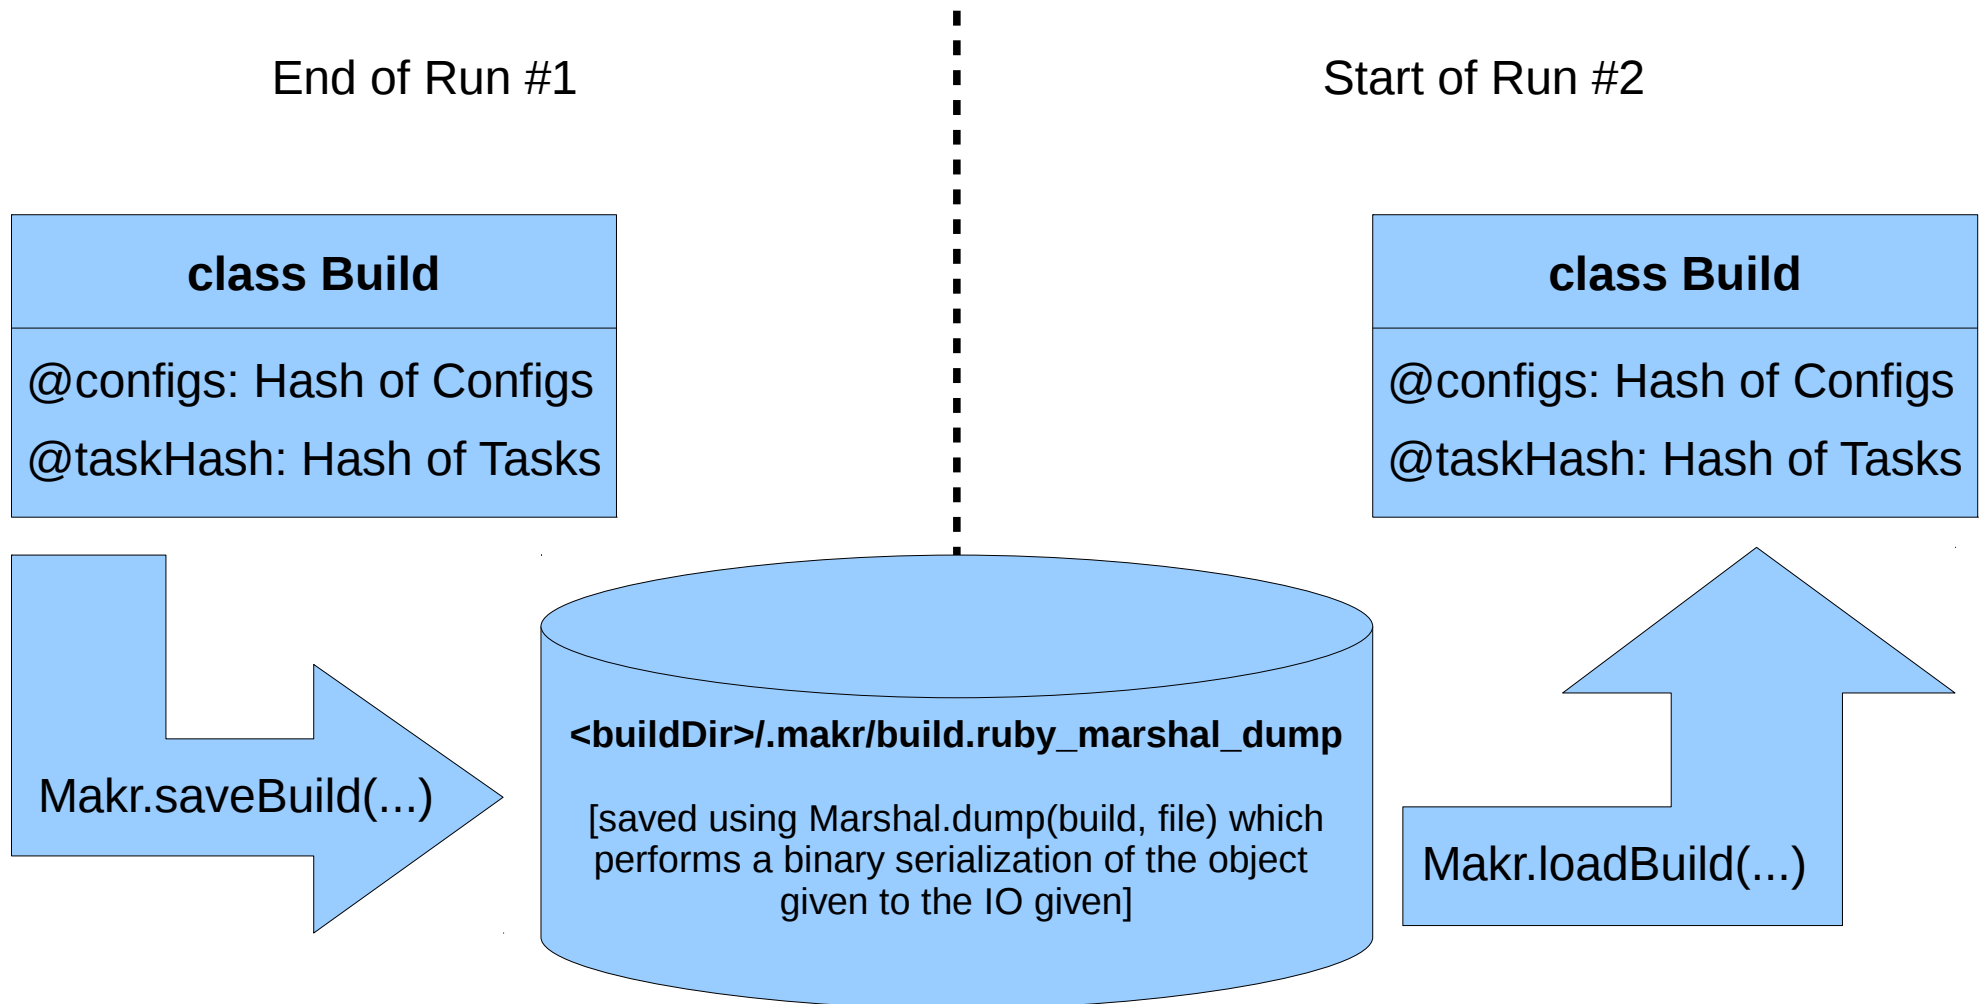 End of Run #1
Start of Run #2
class Build
@configs: Hash of Configs
@taskHash: Hash of Tasks
class Build
@configs: Hash of Configs
@taskHash: Hash of Tasks
Makr.saveBuild(...)
<buildDir>/.makr/build.ruby_marshal_dump
[saved using Marshal.dump(build, file) which
performs a binary serialization of the object
given to the IO given]
Makr.loadBuild(...)